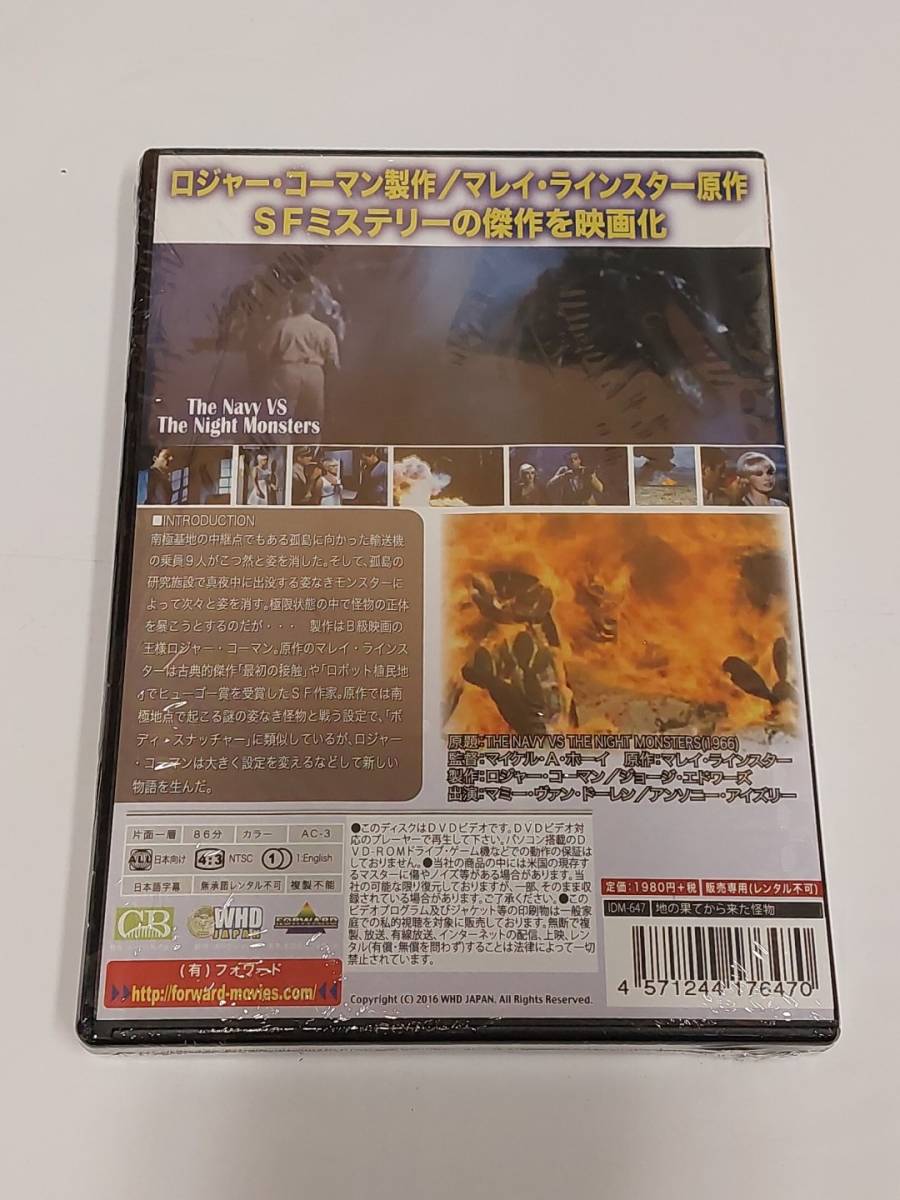 ロジャー・コーマン製作/マレイ・ラインスター原作
SFミステリーの傑作を映画化
The Navy VS
The Night Monsters
■INTRODUCTION
南極基地の中継点でもある孤島に向かった輸送機
の乗員9人がこつ然と姿を消した。そして、孤島の
研究施設で真夜中に出没する姿なきモンスターに
よって次々と姿を消す。極限状態の中で怪物の正体
を暴こうとするのだが・・・ 製作はB級映画の
王様ロジャー・コーマン。原作のマレイ・ラインス
ターは古典的傑作「最初の接触」や「ロボット植民地
」でヒューゴー賞を受賞したSF作家。原作では南
極地点で起こる謎の姿なき怪物と戦う設定で、「ボ
ディ・スナッチャー」に類似しているが、ロジャー
・コーマンは大きく設定を変えるなどして新しい
物語を生んだ。
原題:THE NAVY VS THE NIGHT MONSTERS(1966)
監督:マイケル・A・ホーイ 原作:マレイ・ラインスター
製作:ロジャー・コーマン/ジョージ・エドワーズ
出演:マミー・ヴァン・ドーレン/アンソニー・アイズリー
片面一層 86分 カラー AC-3
ALL 日本向け 4:3 NTSC 1 1:English
日本語字幕 無承諾レンタル不可 複製不能
CB WHD JAPAN FORWARD
(有)フォワード
http://forward-movies.com/
●このディスクはDVDビデオです。DVDビデオ対
応のプレーヤーで再生して下さい。パソコン搭載のD
VD-ROMドライブ・ゲーム機などでの動作の保証は
しておりません。●当社の商品の中には米国の現存す
るマスターに傷やノイズ等がある場合があります。当
社の可能な限り復元しておりますが、一部、そのまま収
録されている場合があります。ご了承ください。●この
ビデオプログラム及びジャケット等の印刷物は一般家
庭での私的聴視を対象に販売しております。無断で複
製、放送、有線放送、インターネットの配信、上映、レン
タル(有償・無償を問わず)することは法律によって一切
禁止されています。
Copyright (C) 2016 WHD JAPAN, All Rights Reserved.
定価:1980円+税 販売専用(レンタル不可)
IDM-647 地の果てから来た怪物
4 571244 176470